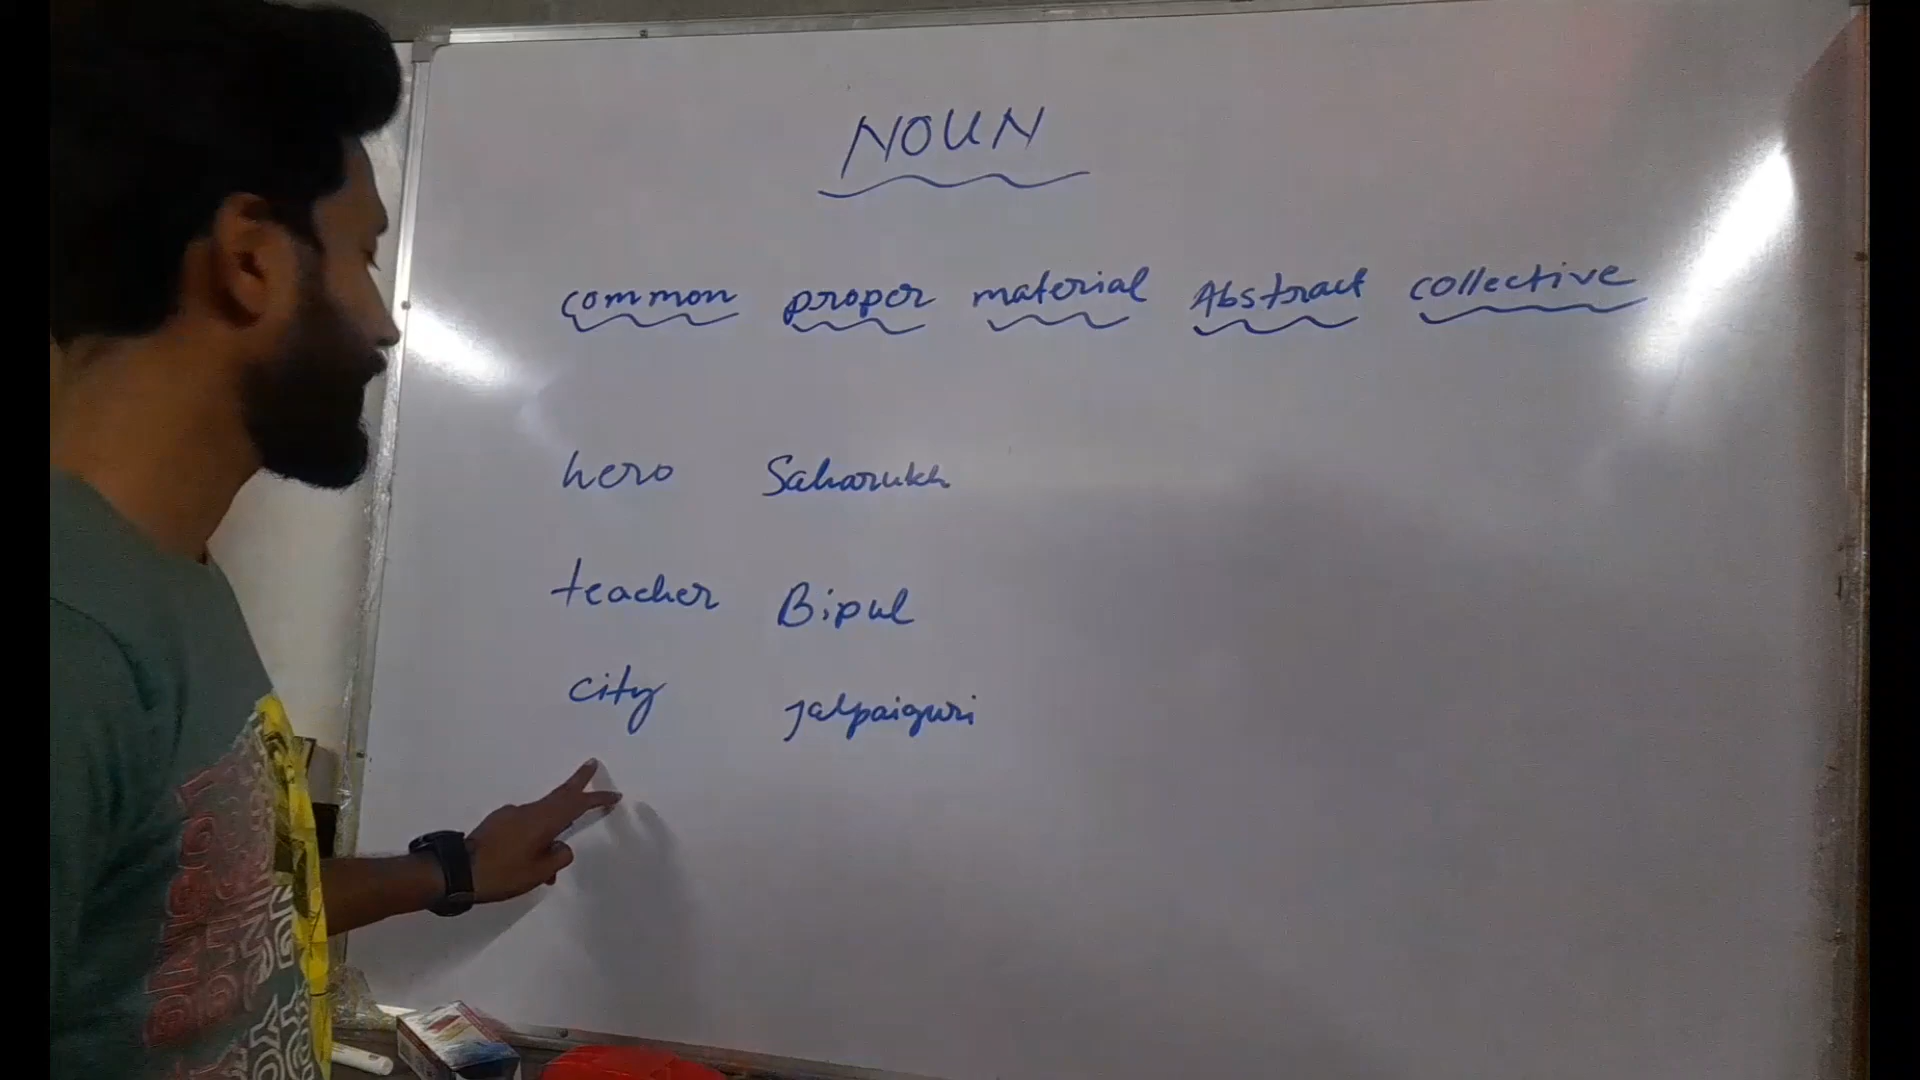 NOUN
common proper material Abstract collective
hero Saharukh
teacher Bipul
city jalpaiguri